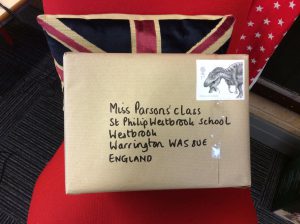 Miss Parsons' class
St Philip Westbrook School
Westbrook
Warrington WA5 8UE
ENGLAND